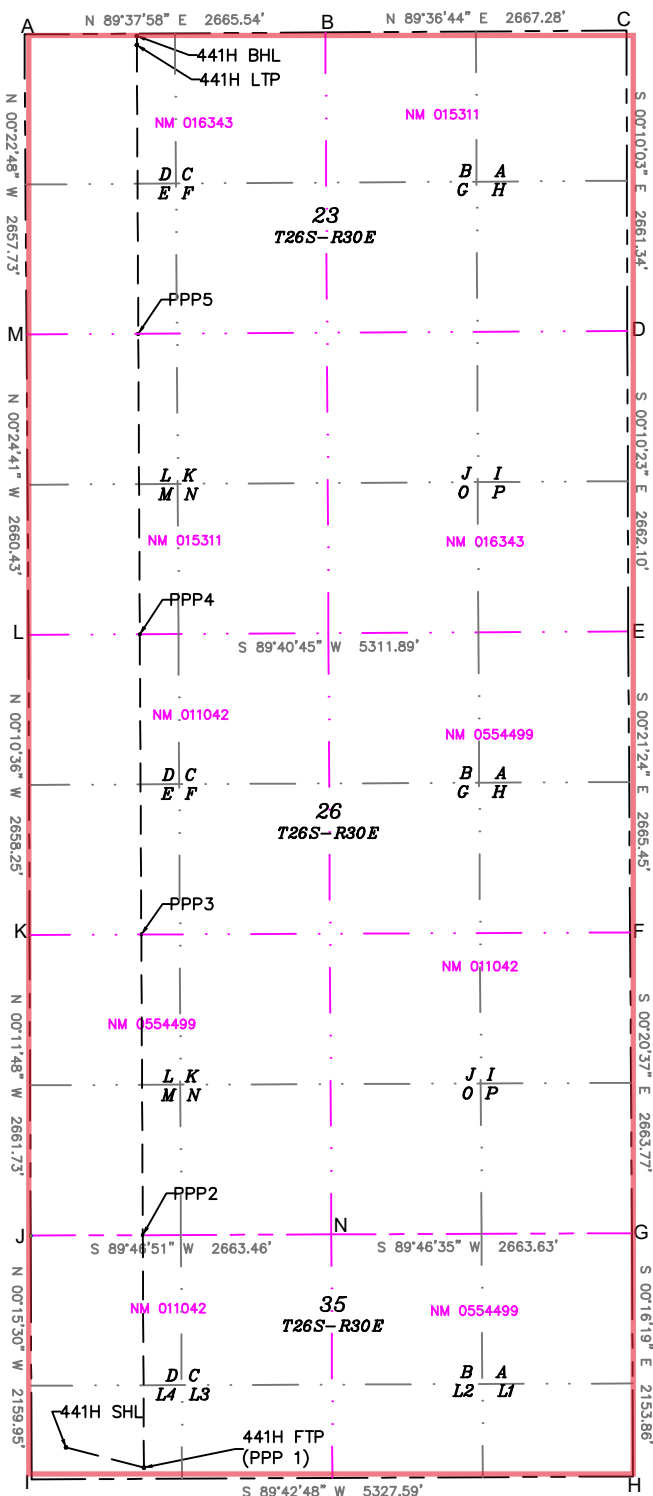 A
N 89°37'58" E 2665.54'
B
N 89°36'44" E 2667.28'
C
441H BHL
441H LTP
N 00°22'48" W 2657.73'
S 00°10'03" E 2661.34'
NM 016343
NM 015311
D C
E F
B A
G H
23
T26S-R30E
PPP5
M
D
N 00°24'41" W 2660.43'
S 00°10'23" E 2662.10'
L K
M N
J I
O P
NM 015311
NM 016343
PPP4
L
E
S 89°40'45" W 5311.89'
N 00°10'36" W 2658.25'
S 00°21'24" E 2665.45'
NM 011042
NM 0554499
D C
E F
B A
G H
26
T26S-R30E
PPP3
K
F
NM 011042
N 00°11'48" W 2661.73'
S 00°20'37" E 2663.77'
NM 0554499
L K
M N
J I
O P
PPP2
J
N
G
S 89°46'51" W 2663.46'
S 89°46'35" W 2663.63'
N 00°15'30" W 2159.95'
S 00°16'19" E 2153.86'
NM 011042
NM 0554499
35
T26S-R30E
D C
L4 L3
B A
L2 L1
441H SHL
441H FTP
(PPP 1)
I
H
S 89°42'48" W 5327.59'